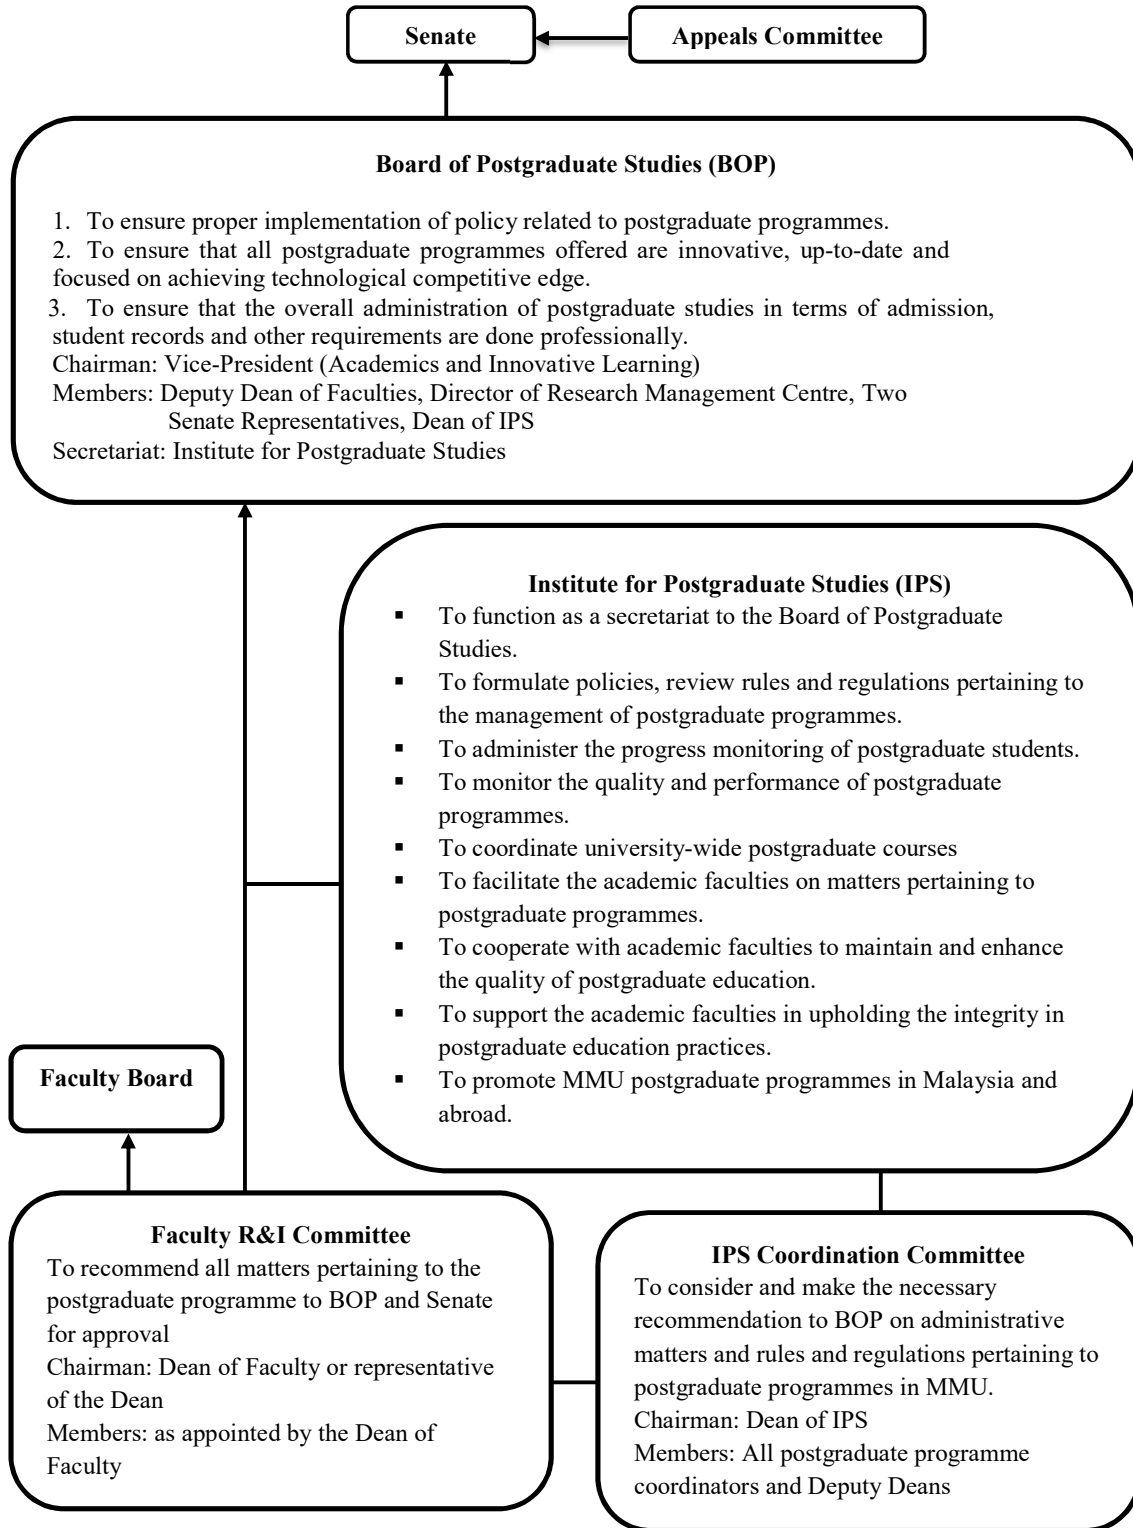 Senate
Appeals Committee
Board of Postgraduate Studies (BOP)
1. To ensure proper implementation of policy related to postgraduate programmes.
2. To ensure that all postgraduate programmes offered are innovative, up-to-date and
focused on achieving technological competitive edge.
3. To ensure that the overall administration of postgraduate studies in terms of admission,
student records and other requirements are done professionally.
Chairman: Vice-President (Academics and Innovative Learning)
Members: Deputy Dean of Faculties, Director of Research Management Centre, Two
Senate Representatives, Dean of IPS
Secretariat: Institute for Postgraduate Studies
Institute for Postgraduate Studies (IPS)
▪ To function as a secretariat to the Board of Postgraduate
Studies.
▪ To formulate policies, review rules and regulations pertaining to
the management of postgraduate programmes.
▪ To administer the progress monitoring of postgraduate students.
▪ To monitor the quality and performance of postgraduate
programmes.
▪ To coordinate university-wide postgraduate courses
▪ To facilitate the academic faculties on matters pertaining to
postgraduate programmes.
▪ To cooperate with academic faculties to maintain and enhance
the quality of postgraduate education.
▪ To support the academic faculties in upholding the integrity in
postgraduate education practices.
▪ To promote MMU postgraduate programmes in Malaysia and
abroad.
Faculty Board
Faculty R&I Committee
To recommend all matters pertaining to the
postgraduate programme to BOP and Senate
for approval
Chairman: Dean of Faculty or representative
of the Dean
Members: as appointed by the Dean of
Faculty
IPS Coordination Committee
To consider and make the necessary
recommendation to BOP on administrative
matters and rules and regulations pertaining to
postgraduate programmes in MMU.
Chairman: Dean of IPS
Members: All postgraduate programme
coordinators and Deputy Deans